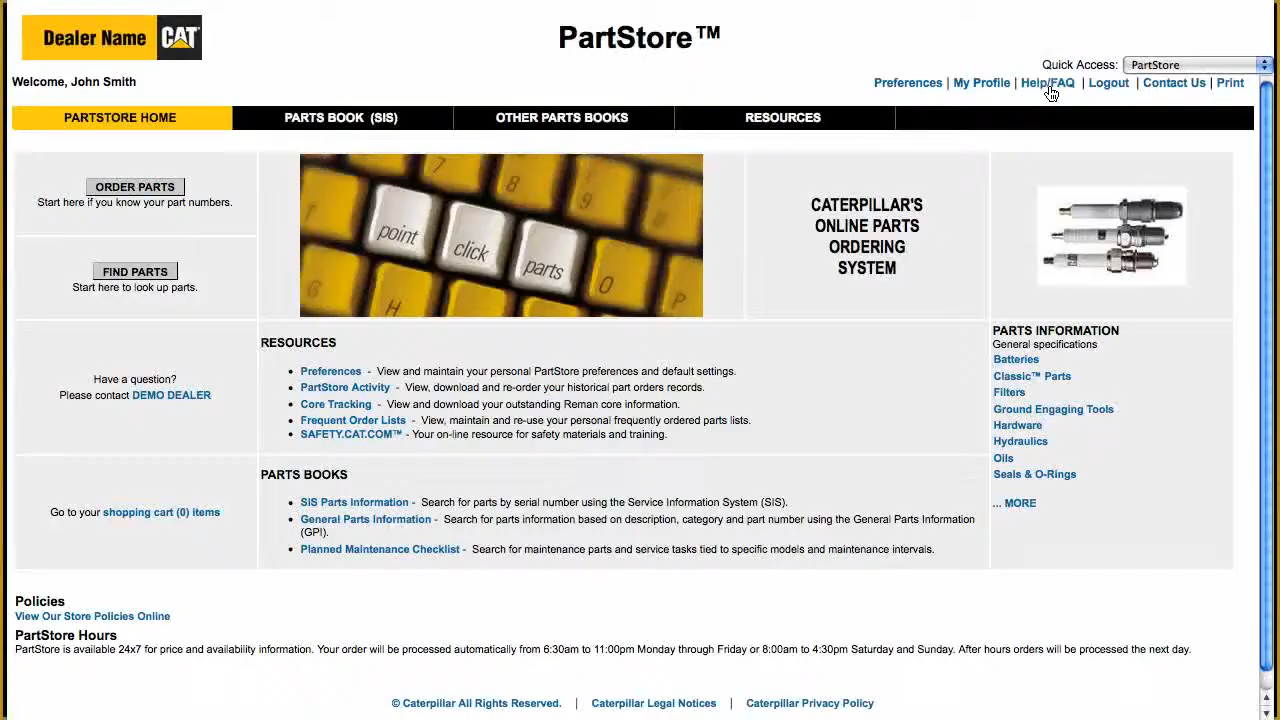 Dealer Name CAT
PartStore™
Quick Access: PartStore
Welcome, John Smith
Preferences | My Profile | Help/FAQ | Logout | Contact Us | Print
PARTSTORE HOME
PARTS BOOK (SIS)
OTHER PARTS BOOKS
RESOURCES
ORDER PARTS
Start here if you know your part numbers.
FIND PARTS
Start here to look up parts.
7
8
9
T
point
click
parts
0
P
G
H
CATERPILLAR'S
ONLINE PARTS
ORDERING
SYSTEM
Have a question?
Please contact DEMO DEALER
RESOURCES
• Preferences - View and maintain your personal PartStore preferences and default settings.
• PartStore Activity - View, download and re-order your historical part orders records.
• Core Tracking - View and download your outstanding Reman core information.
• Frequent Order Lists - View, maintain and re-use your personal frequently ordered parts lists.
• SAFETY.CAT.COM™ - Your on-line resource for safety materials and training.
PARTS INFORMATION
General specifications
Batteries
Classic™ Parts
Filters
Ground Engaging Tools
Hardware
Hydraulics
Oils
Seals & O-Rings
... MORE
Go to your shopping cart (0) items
PARTS BOOKS
• SIS Parts Information - Search for parts by serial number using the Service Information System (SIS).
• General Parts Information - Search for parts information based on description, category and part number using the General Parts Information
(GPI).
• Planned Maintenance Checklist - Search for maintenance parts and service tasks tied to specific models and maintenance intervals.
Policies
View Our Store Policies Online
PartStore Hours
PartStore is available 24x7 for price and availability information. Your order will be processed automatically from 6:30am to 11:00pm Monday through Friday or 8:00am to 4:30pm Saturday and Sunday. After hours orders will be processed the next day.
© Caterpillar All Rights Reserved. | Caterpillar Legal Notices | Caterpillar Privacy Policy